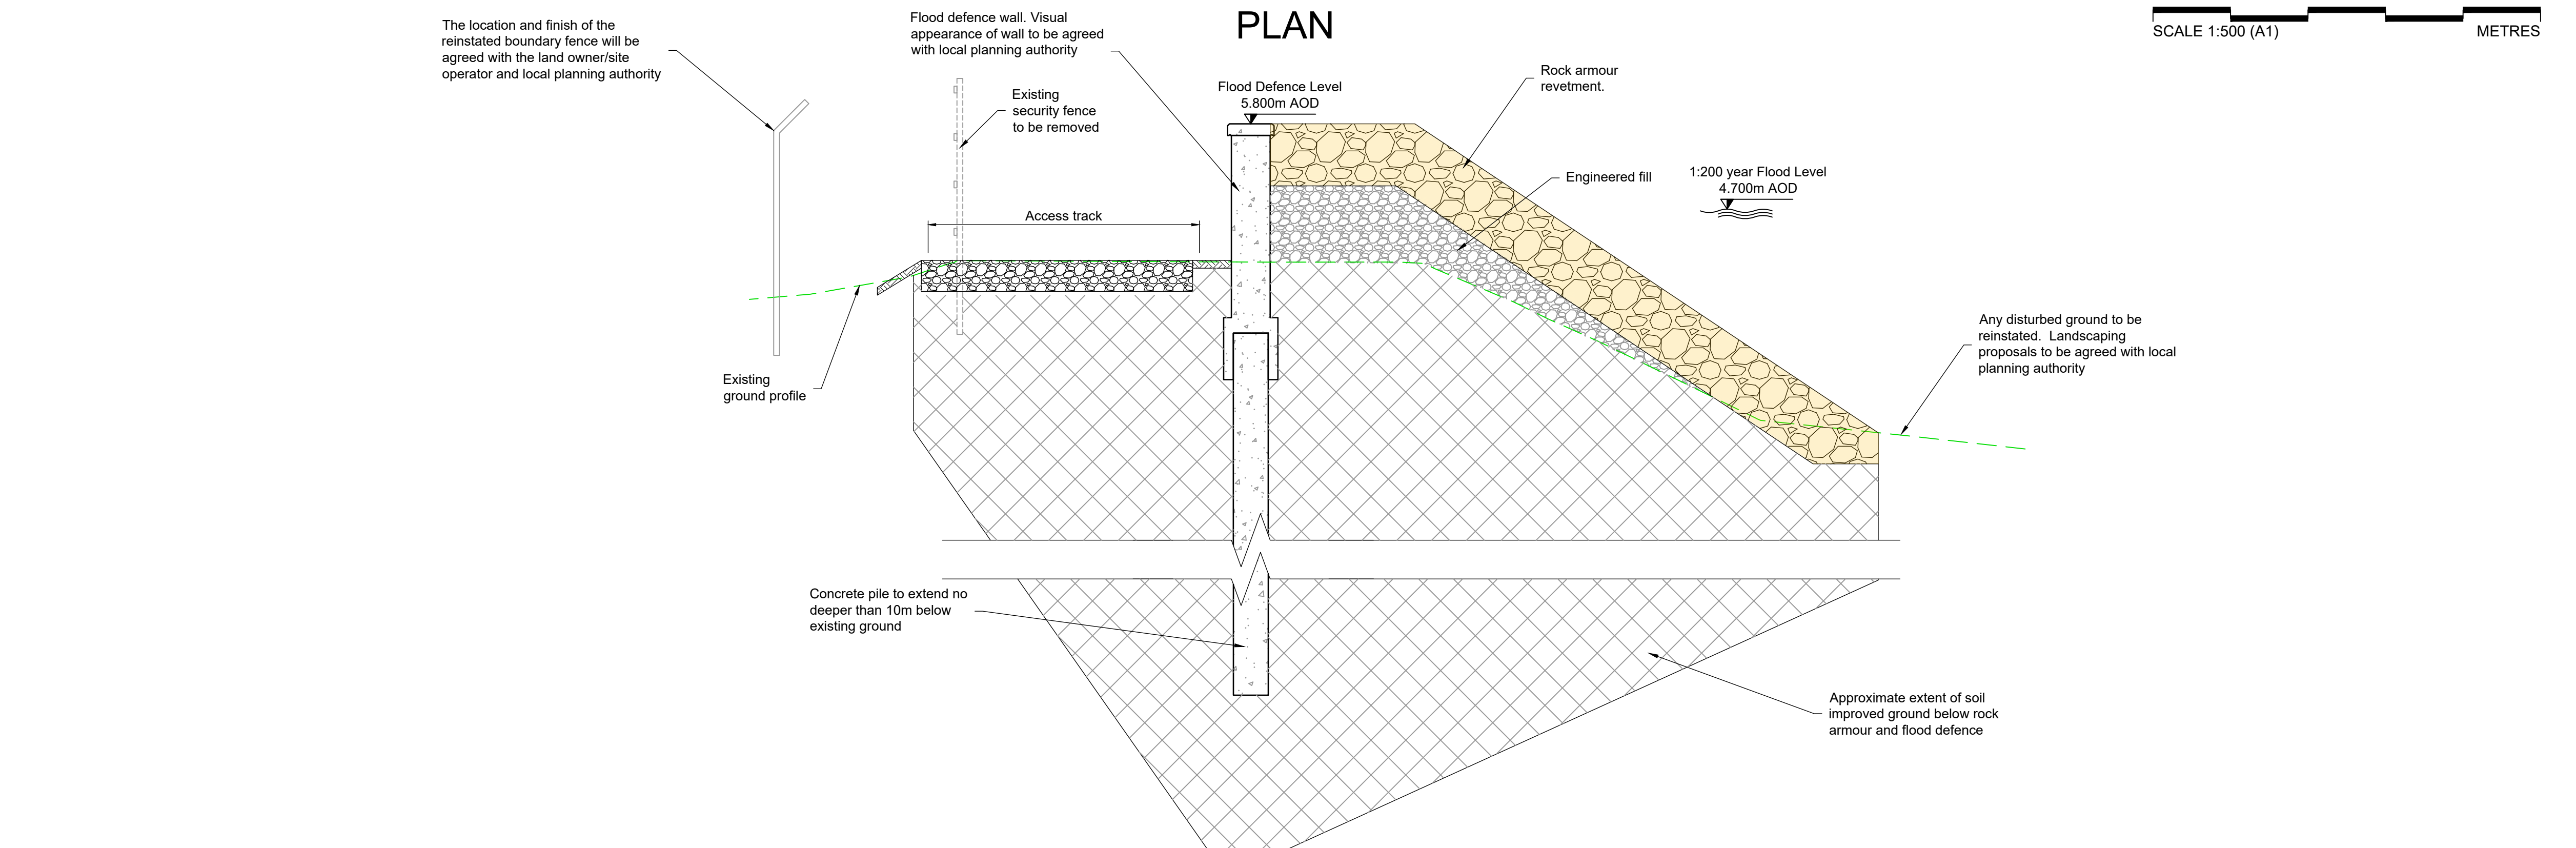 PLAN
SCALE 1:500 (A1)
METRES
The location and finish of the
reinstated boundary fence will be
agreed with the land owner/site
operator and local planning authority
Flood defence wall. Visual
appearance of wall to be agreed
with local planning authority
Existing
security fence
to be removed
Flood Defence Level
5.800m AOD
Rock armour
revetment.
Engineered fill
1:200 year Flood Level
4.700m AOD
Access track
Existing
ground profile
Any disturbed ground to be
reinstated.  Landscaping
proposals to be agreed with local
planning authority
Concrete pile to extend no
deeper than 10m below
existing ground
Approximate extent of soil
improved ground below rock
armour and flood defence